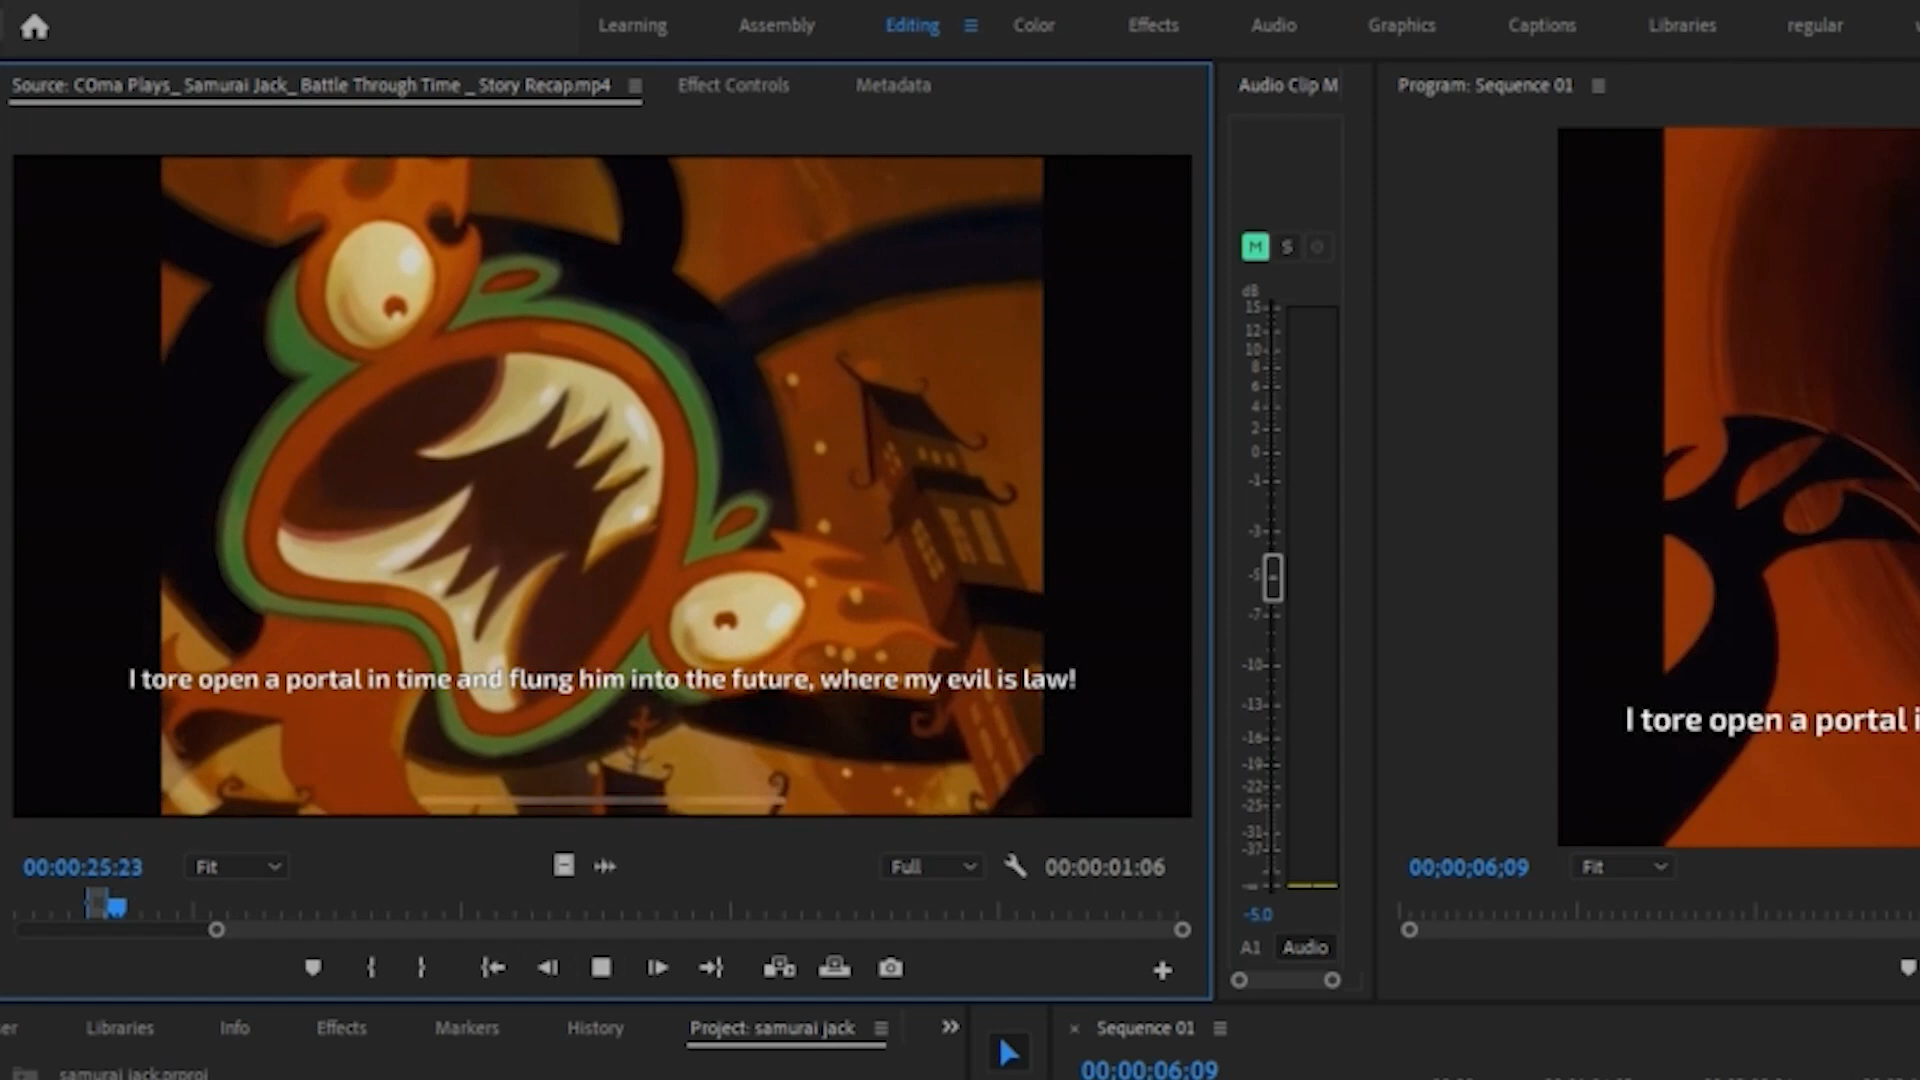 Learning Assembly Editing Color Effects Audio Graphics Captions Libraries regular
Source: COma Plays_ Samurai Jack_ Battle Through Time _ Story Recap.mp4 Effect Controls Metadata
Audio Clip M
Program: Sequence 01
M S
dB
15
12
10
8
6
4
2
0
-1
-3
-5
-7
-10
-13
-16
-19
-22
-25
-31
-37
-∞
-5.0
A1 Audio
I tore open a portal in time and flung him into the future, where my evil is law!
I tore open a portal i
00:00:25:23 Fit Full 00:00:01:06
00;00;06;09 Fit
er Libraries Info Effects Markers History Project: samurai jack
× Sequence 01
00;00;06;09
samurai jack.prproj